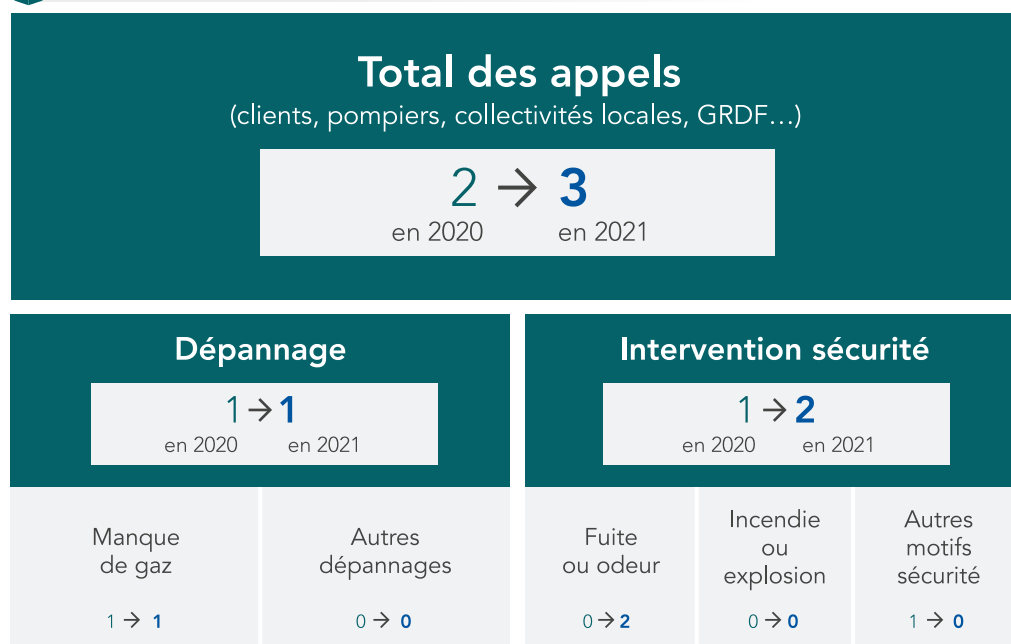 Total des appels
(clients, pompiers, collectivités locales, GRDF...)
2 → 3
en 2020 en 2021
Dépannage
1 → 1
en 2020 en 2021
Manque
de gaz
1 → 1
Autres
dépannages
0 → 0
Intervention sécurité
1 → 2
en 2020 en 2021
Fuite
ou odeur
0 → 2
Incendie
ou
explosion
0 → 0
Autres
motifs
sécurité
1 → 0